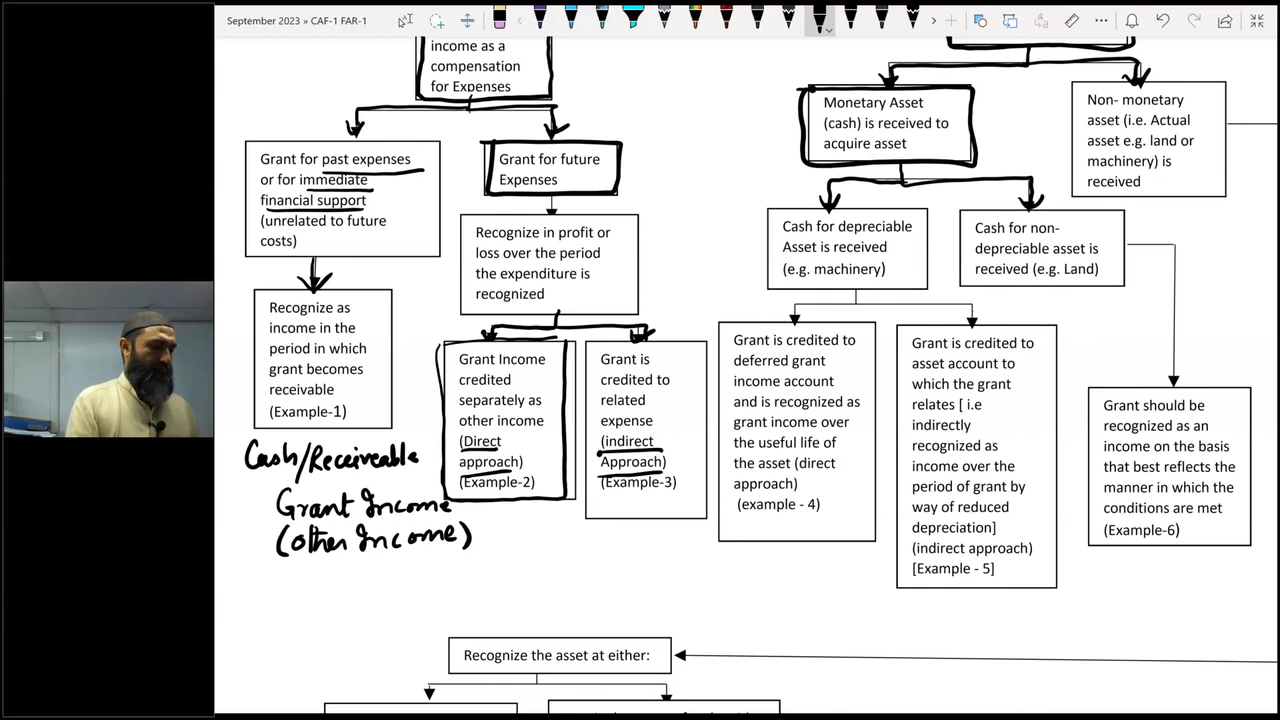 September 2023 » CAF-1 FAR-1
income as a
compensation
for Expenses
Grant for past expenses
or for immediate
financial support
(unrelated to future
costs)
Grant for future
Expenses
Recognize as
income in the
period in which
grant becomes
receivable
(Example-1)
Recognize in profit or
loss over the period
the expenditure is
recognized
Grant Income
credited
separately as
other income
(Direct
approach)
(Example-2)
Grant is
credited to
related
expense
(indirect
Approach)
(Example-3)
Cash/Receiveable
Grant Income
(other Income)
Monetary Asset
(cash) is received to
acquire asset
Non- monetary
asset (i.e. Actual
asset e.g. land or
machinery) is
received
Cash for depreciable
Asset is received
(e.g. machinery)
Cash for non-
depreciable asset is
received (e.g. Land)
Grant is credited to
deferred grant
income account
and is recognized as
grant income over
the useful life of
the asset (direct
approach)
(example - 4)
Grant is credited to
asset account to
which the grant
relates [ i.e
indirectly
recognized as
income over the
period of grant by
way of reduced
depreciation]
(indirect approach)
[Example - 5]
Grant should be
recognized as an
income on the basis
that best reflects the
manner in which the
conditions are met
(Example-6)
Recognize the asset at either: